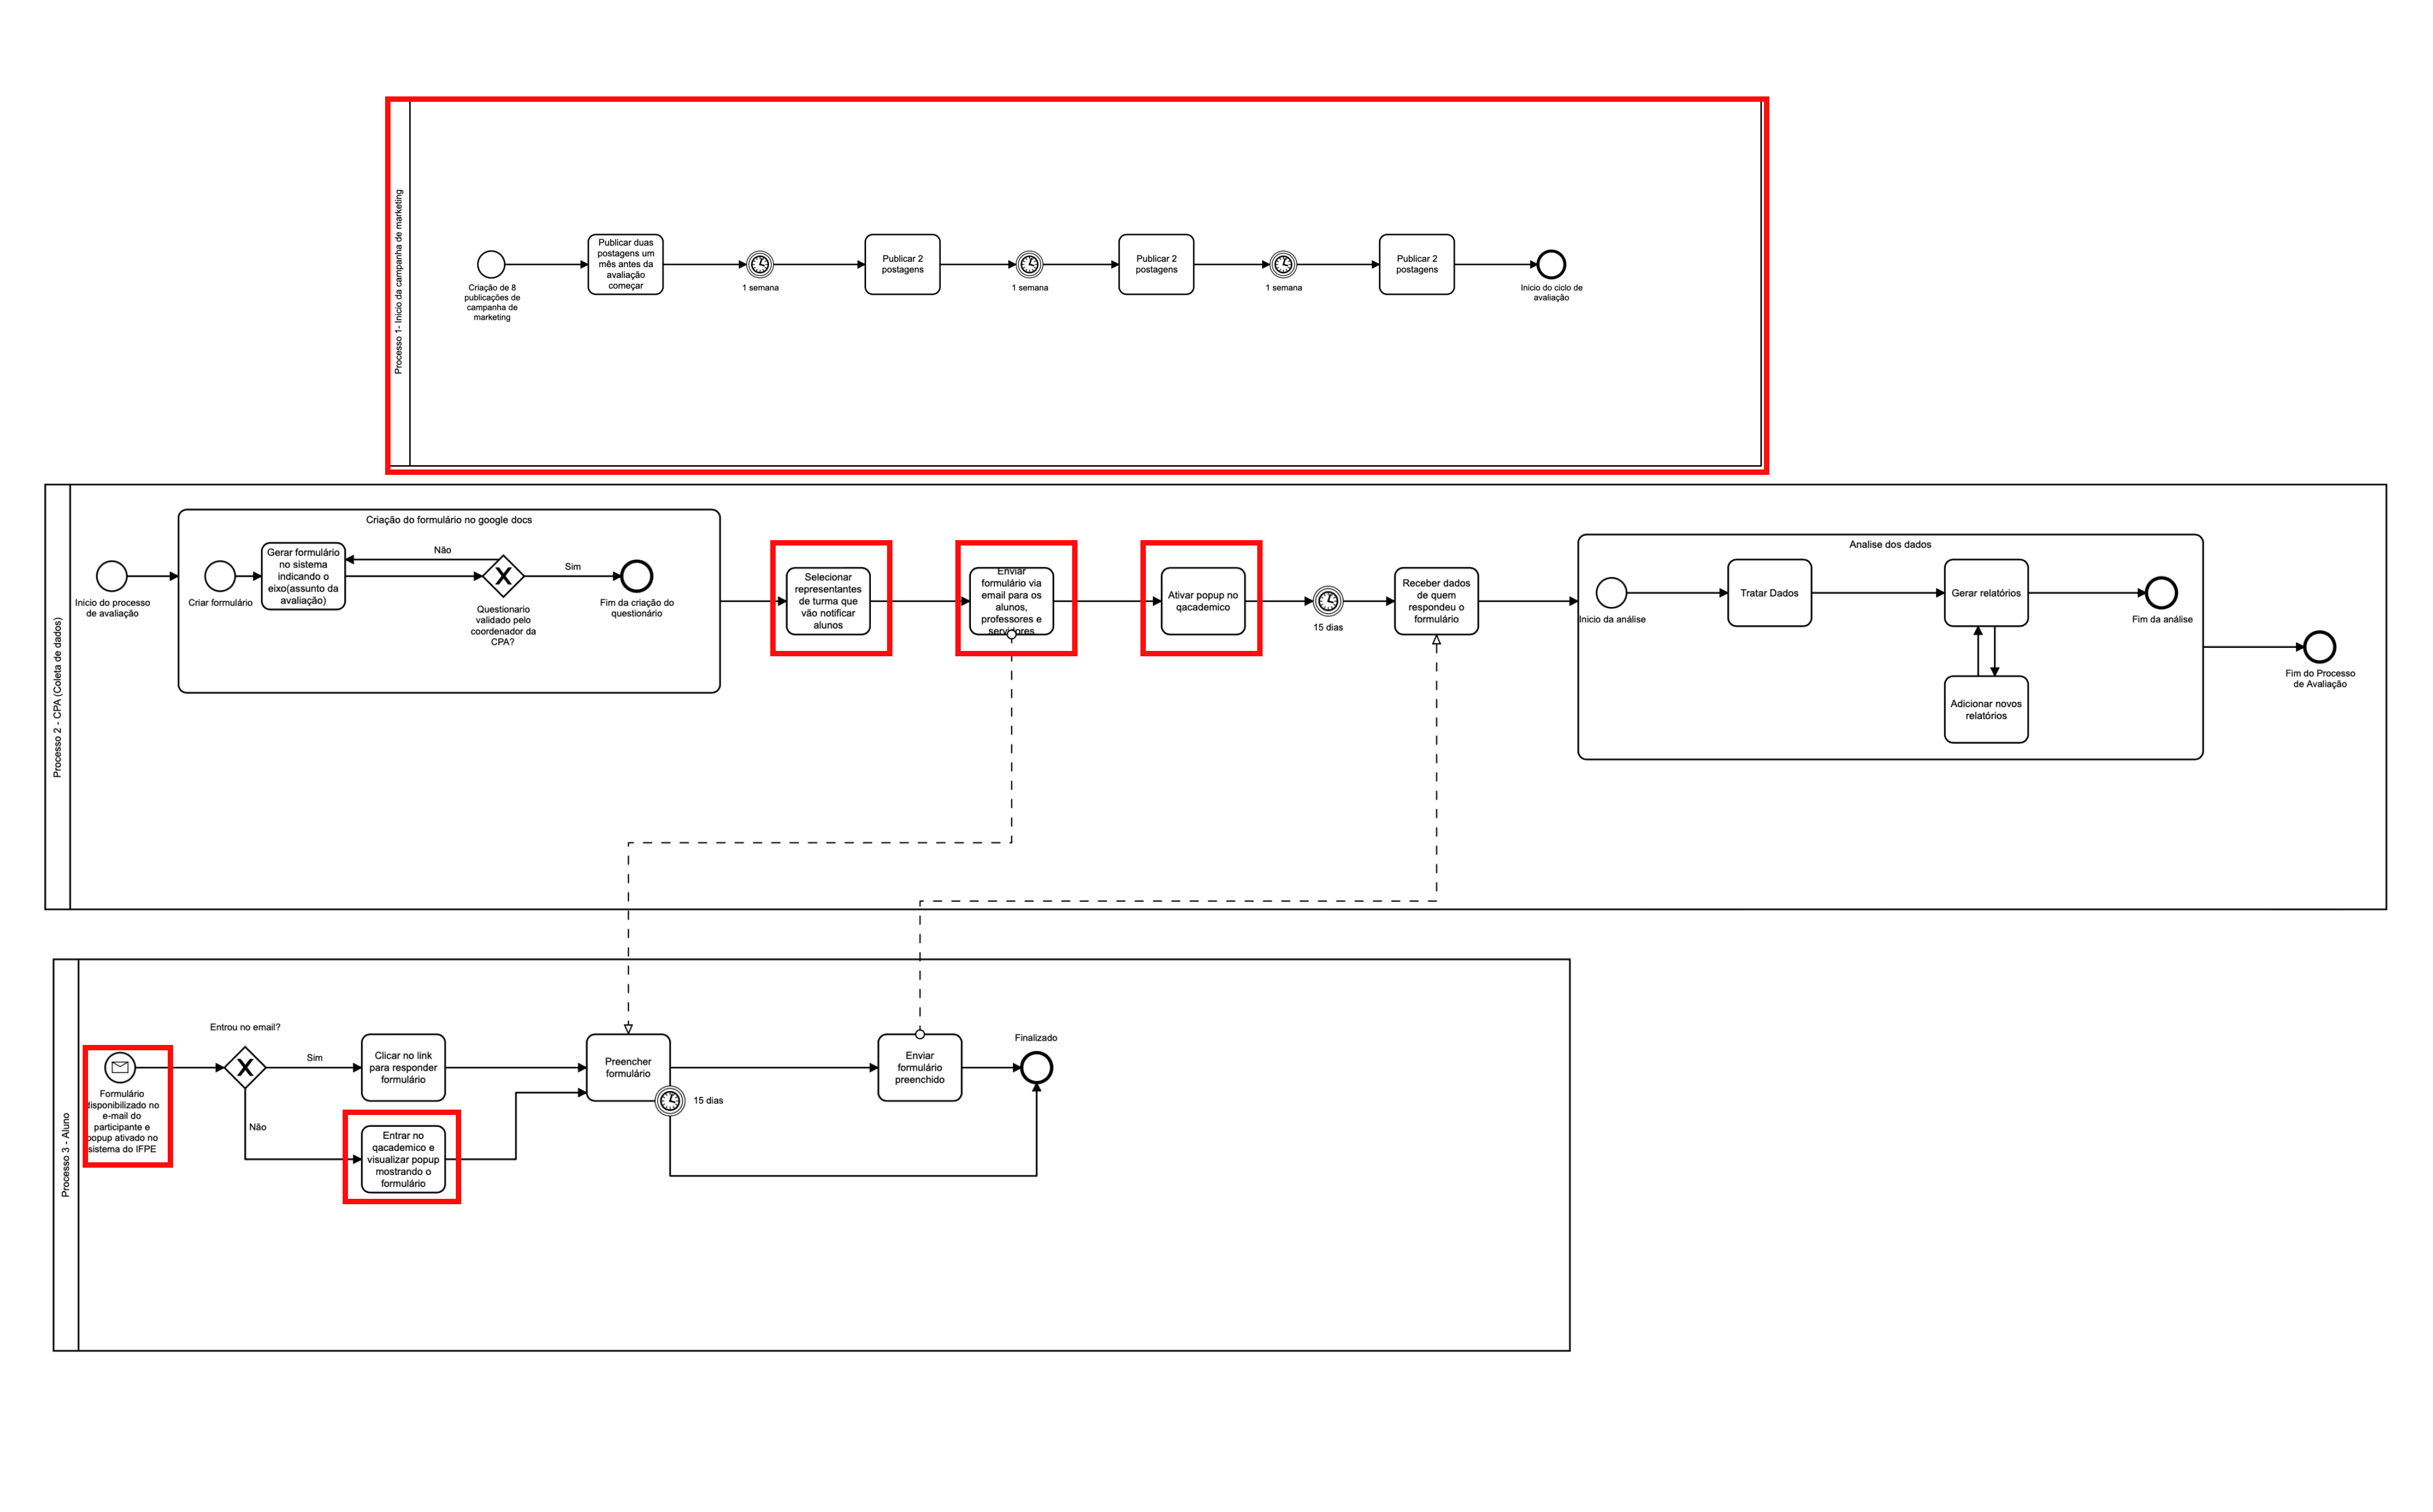 Processo 1- Inicio da campanha de marketing
Criação de 8
publicações de
campanha de
marketing
Publicar duas
postagens um
mês antes da
avaliação
começar
1 semana
Publicar 2
postagens
1 semana
Publicar 2
postagens
1 semana
Publicar 2
postagens
Inicio do ciclo de
avaliação
Processo 2 - CPA (Coleta de dados)
Inicio do processo
de avaliação
Criação do formulário no google docs
Criar formulário
Gerar formulário
no sistema
indicando o
eixo(assunto da
avaliação)
Não
Questionario
validado pelo
coordenador da
CPA?
Sim
Fim da criação do
questionário
Selecionar
representantes
de turma que
vão notificar
alunos
Enviar
formulário via
email para os
alunos,
professores e
servidores
Ativar popup no
qacademico
15 dias
Receber dados
de quem
respondeu o
formulário
Analise dos dados
Inicio da análise
Tratar Dados
Gerar relatórios
Adicionar novos
relatórios
Fim da análise
Fim do Processo
de Avaliação
Processo 3 - Aluno
Formulário
disponibilizado no
e-mail do
participante e
popup ativado no
sistema do IFPE
Entrou no email?
Sim
Não
Clicar no link
para responder
formulário
Entrar no
qacademico e
visualizar popup
mostrando o
formulário
Preencher
formulário
15 dias
Enviar
formulário
preenchido
Finalizado